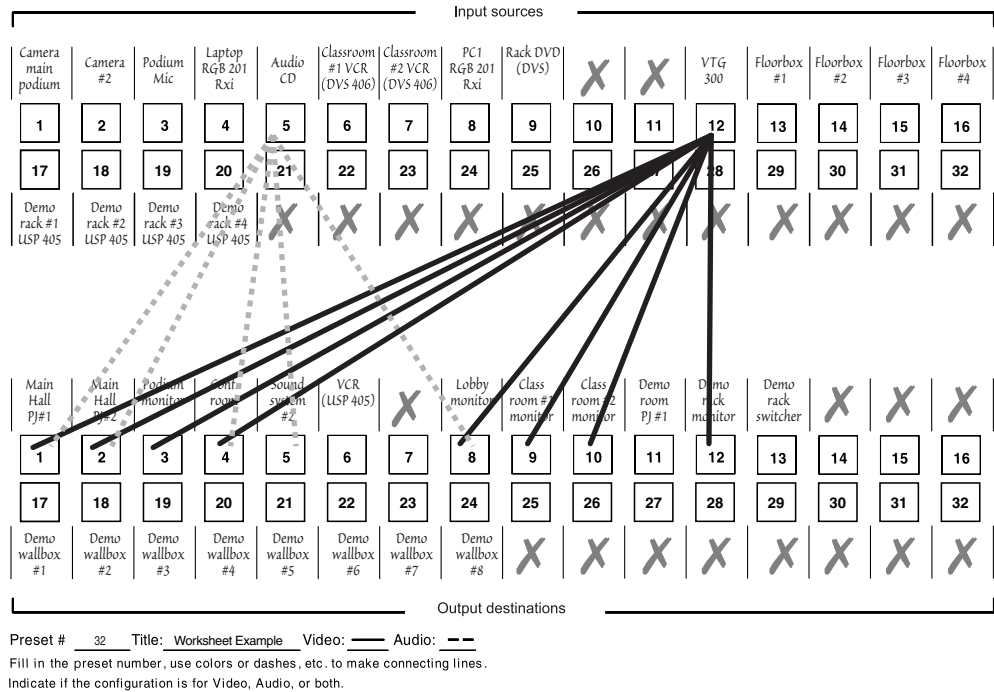 Input sources
Camera main podium
Camera #2
Podium Mic
Laptop RGB 201 Rxi
Audio CD
Classroom #1 VCR (DVS 406)
Classroom #2 VCR (DVS 406)
PC1 RGB 201 Rxi
Rack DVD (DVS)
VTG 300
Floorbox #1
Floorbox #2
Floorbox #3
Floorbox #4
1 2 3 4 5 6 7 8 9 10 11 12 13 14 15 16
17 18 19 20 21 22 23 24 25 26 27 28 29 30 31 32
Demo rack #1 USP 405
Demo rack #2 USP 405
Demo rack #3 USP 405
Demo rack #4 USP 405
Main Hall PJ#1
Main Hall PJ#2
Podium monitor
Conf. room
Sound system #2
VCR (USP 405)
Lobby monitor
Class room #1 monitor
Class room #2 monitor
Demo room PJ #1
Demo rack monitor
Demo rack switcher
1 2 3 4 5 6 7 8 9 10 11 12 13 14 15 16
17 18 19 20 21 22 23 24 25 26 27 28 29 30 31 32
Demo wallbox #1
Demo wallbox #2
Demo wallbox #3
Demo wallbox #4
Demo wallbox #5
Demo wallbox #6
Demo wallbox #7
Demo wallbox #8
Output destinations
Preset # 32 Title: Worksheet Example Video: Audio:
Fill in the preset number, use colors or dashes, etc. to make connecting lines.
Indicate if the configuration is for Video, Audio, or both.